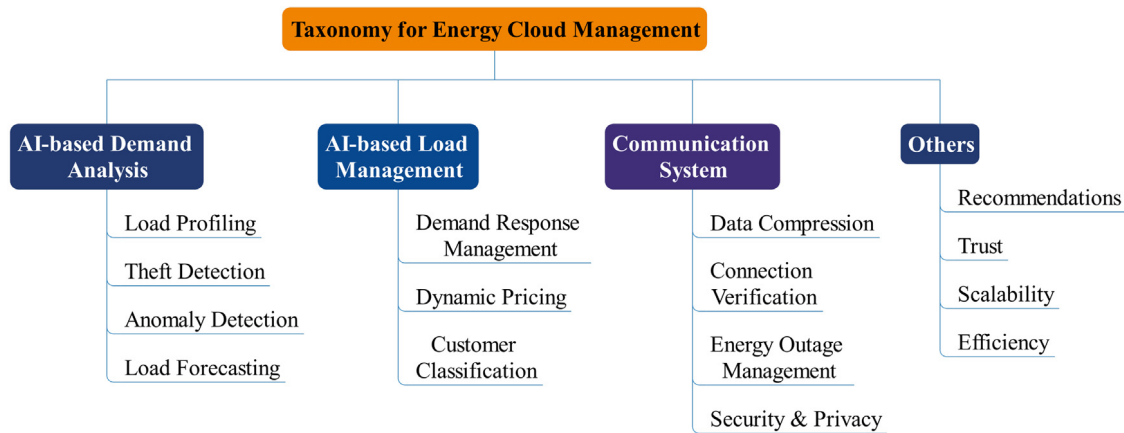 Taxonomy for Energy Cloud Management
AI-based Demand
Analysis
Load Profiling
Theft Detection
Anomaly Detection
Load Forecasting
AI-based Load
Management
Demand Response
Management
Dynamic Pricing
Customer
Classification
Communication
System
Data Compression
Connection
Verification
Energy Outage
Management
Security & Privacy
Others
Recommendations
Trust
Scalability
Efficiency